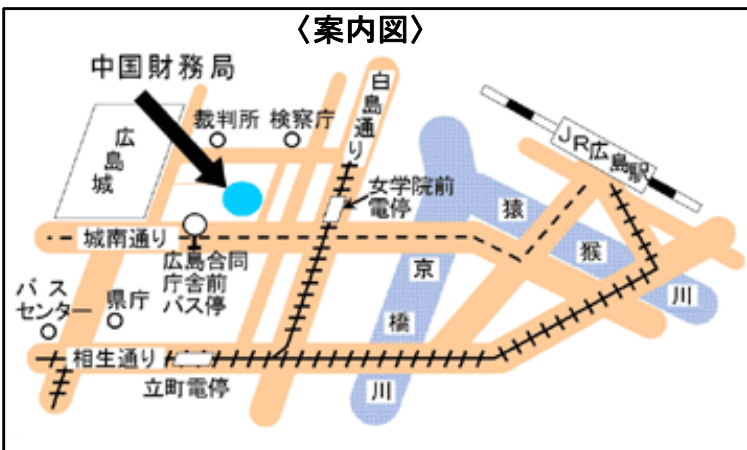 〈案内図〉
中国財務局
広島城
裁判所
検察庁
白島通り
JR広島駅
女学院前
電停
城南通り
広島合同
庁舎前
バス停
猿猴川
京橋川
バス
センター
県庁
相生通り
立町電停